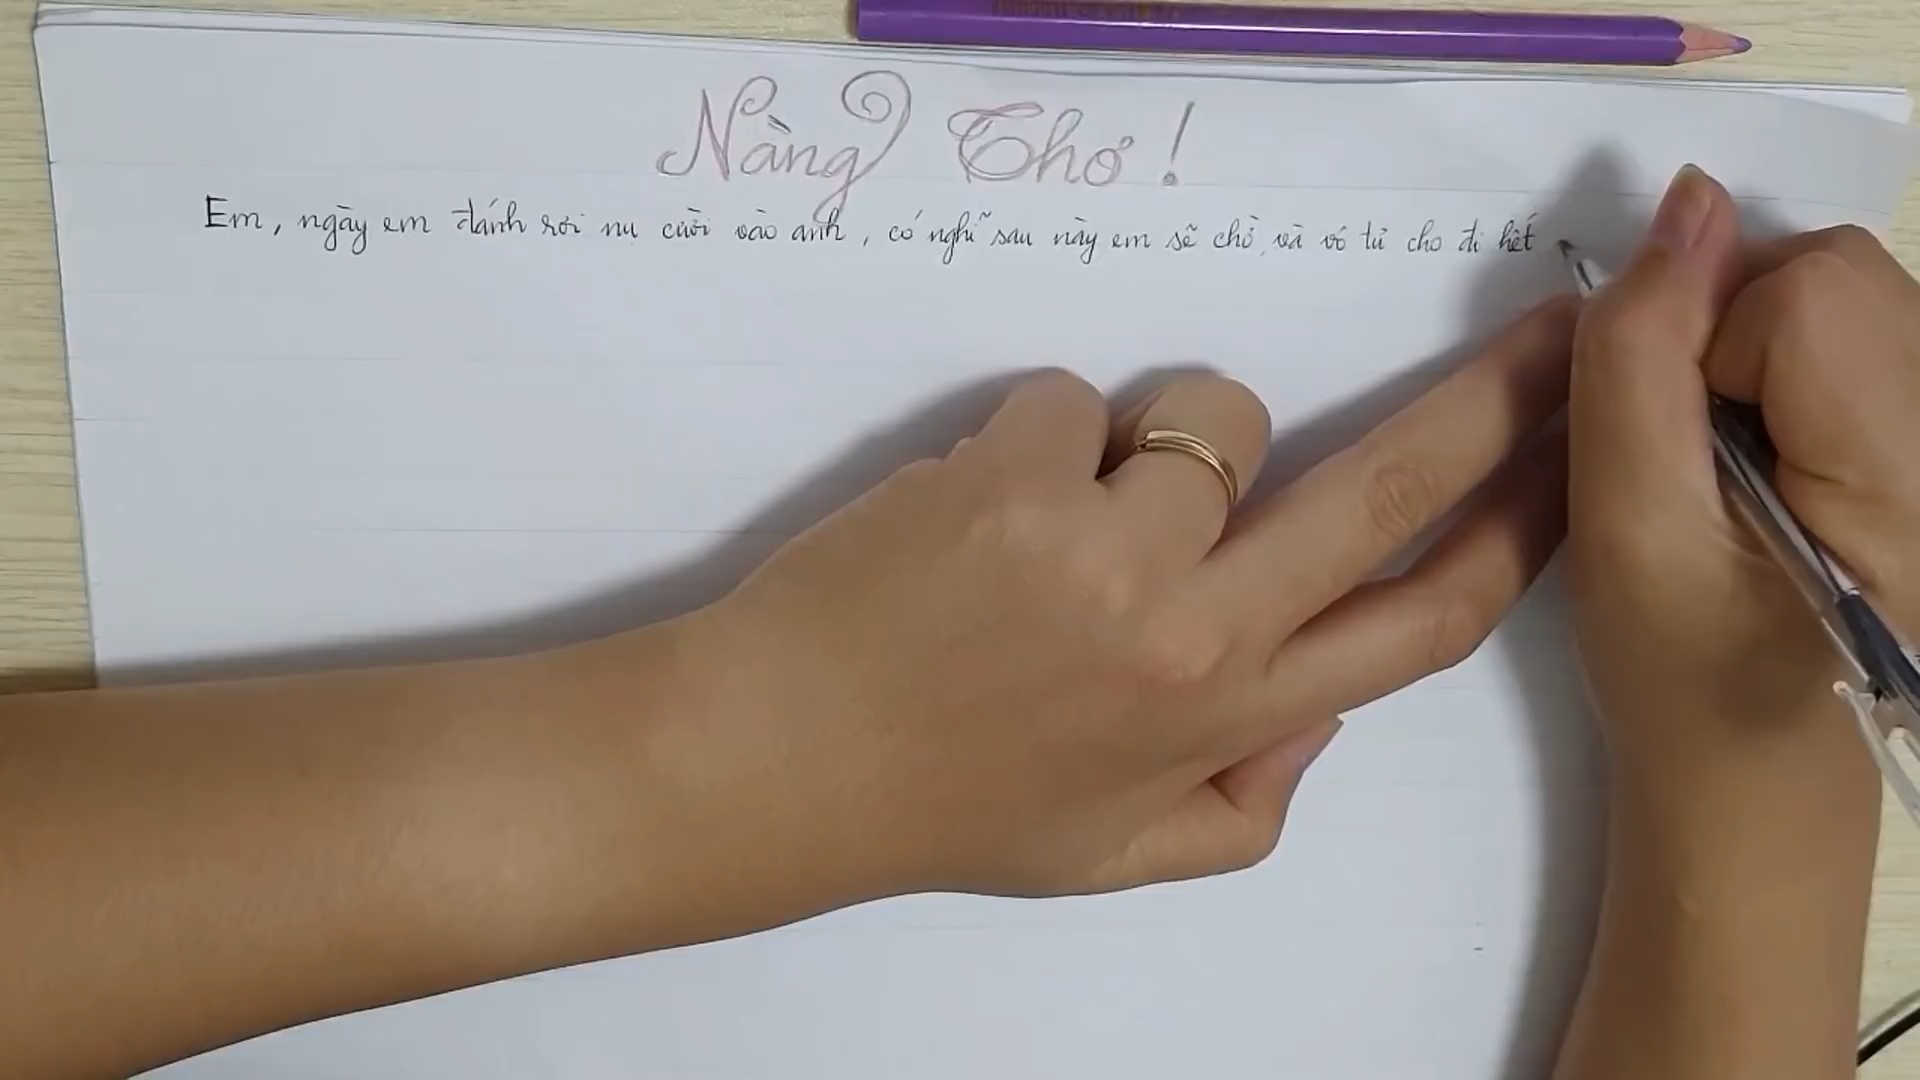 Nàng Thơ !
Em, ngày em đánh rơi nụ cười vào anh, có nghĩ sau này em sẽ chờ, và vô tư cho đi hết